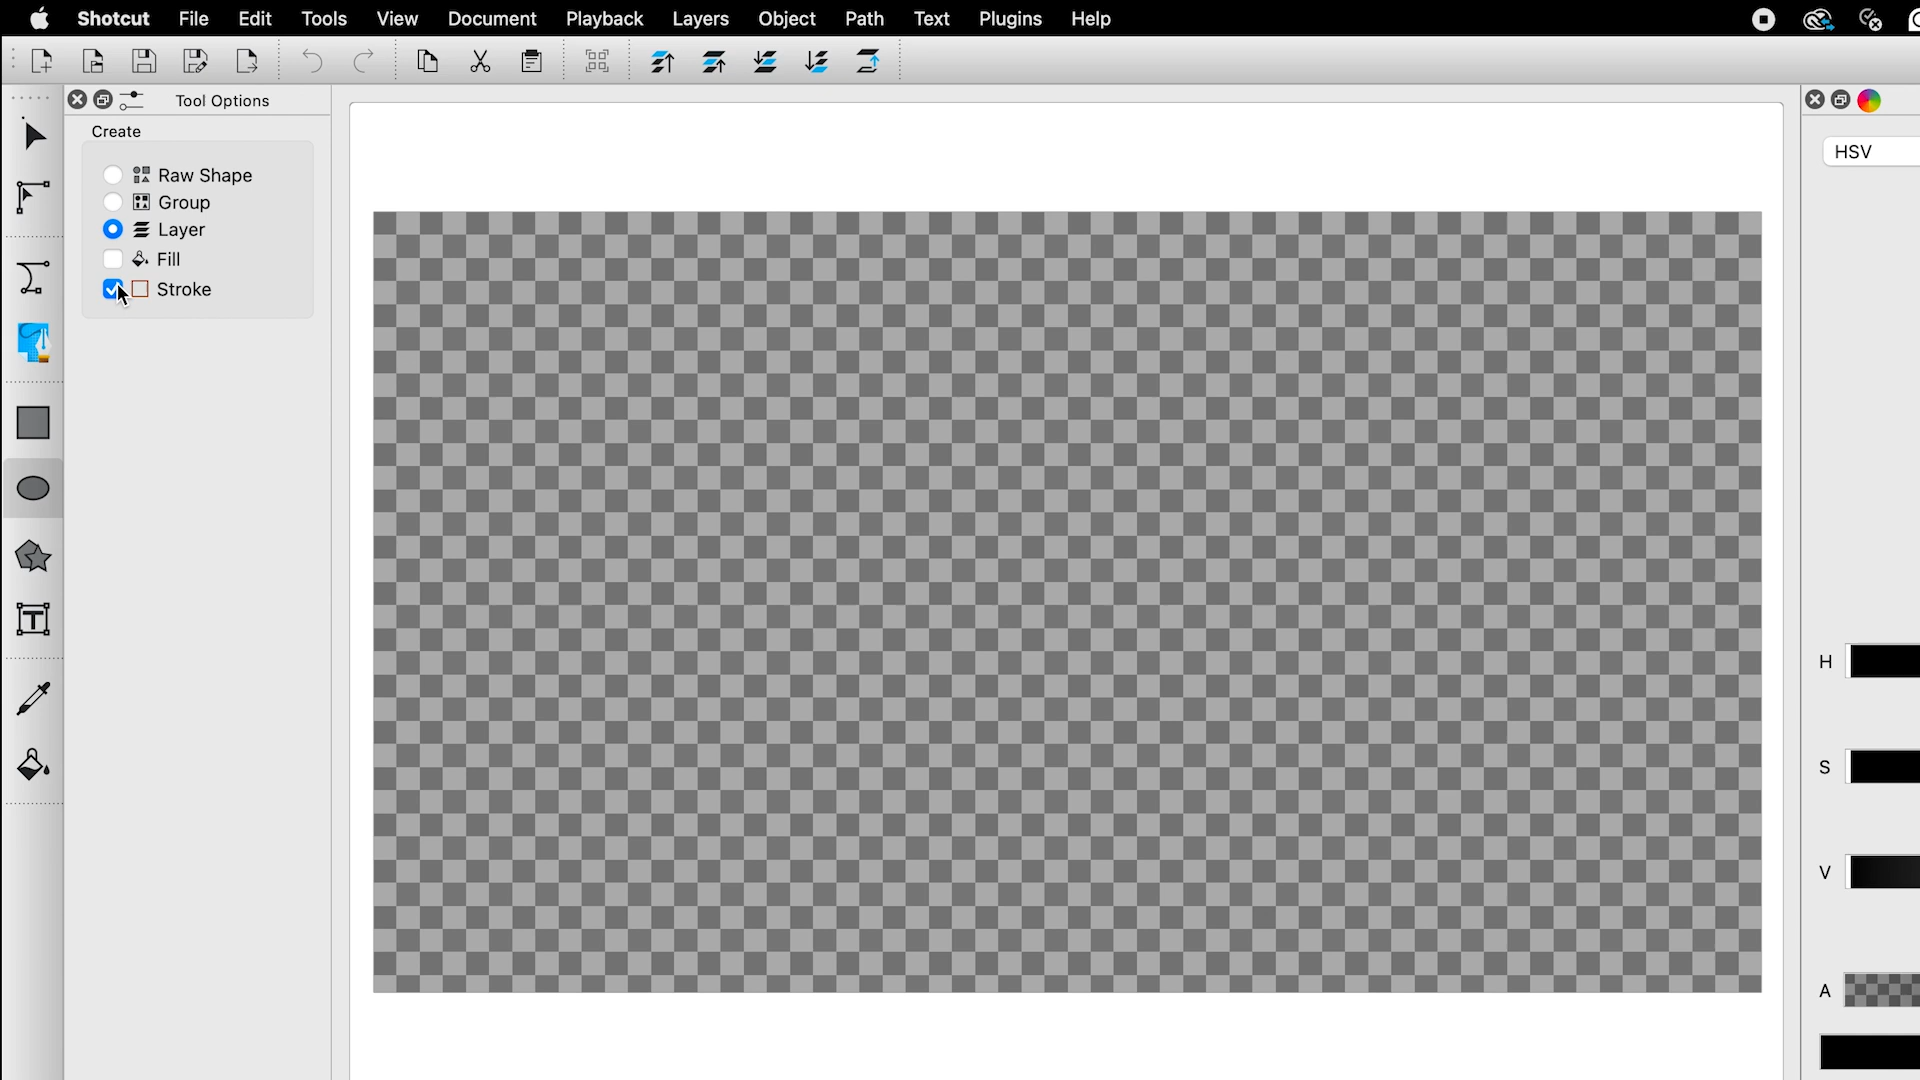 Shotcut File Edit Tools View Document Playback Layers Object Path Text Plugins Help
Tool Options
Create
Raw Shape
Group
Layer
Fill
Stroke
HSV
H
S
V
A